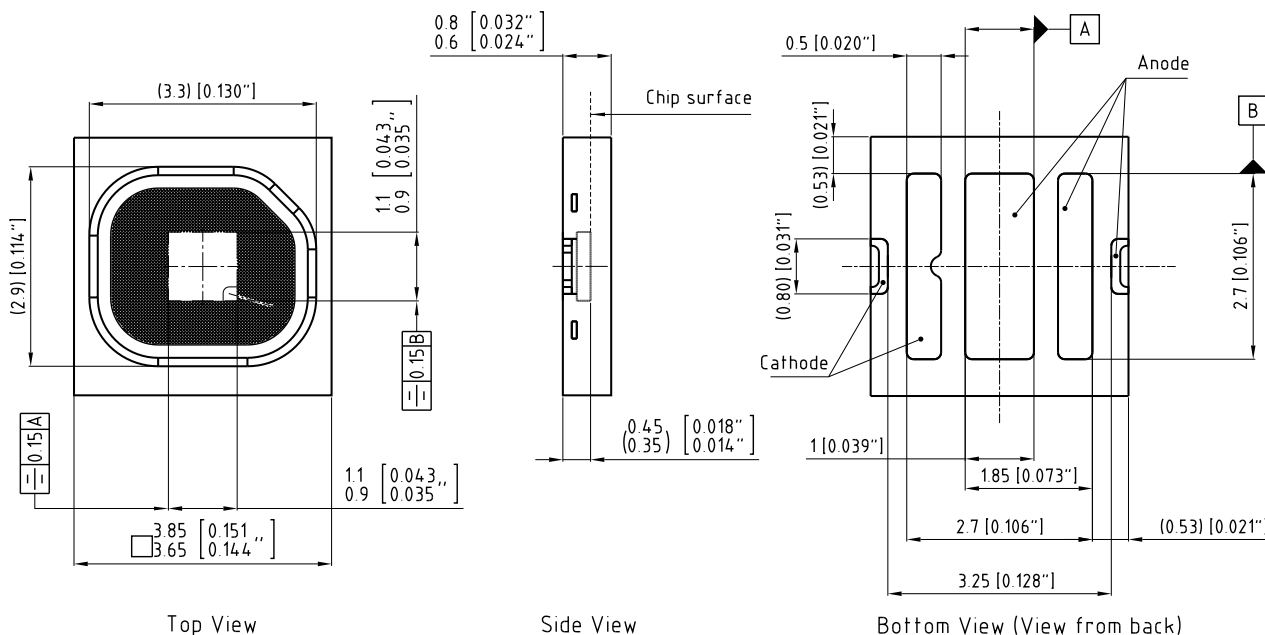 (3.3) [0.130"]
1.1 [0.043"
0.9 0.035"]
(2.9) [0.114"]
0.15 B
0.15 A
1.1 [0.043"
0.9 0.035"]
3.85 [0.151
3.65 0.144"]
Top View
0.8 [0.032"
0.6 0.024"]
Chip surface
0.45 [0.018"
(0.35) 0.014"]
Side View
0.5 [0.020"]
A
Anode
B
(0.53) [0.021"]
(0.80) [0.031"]
2.7 [0.106"]
Cathode
1 [0.039"]
1.85 [0.073"]
2.7 [0.106"]
(0.53) [0.021"]
3.25 [0.128"]
Bottom View (View from back)